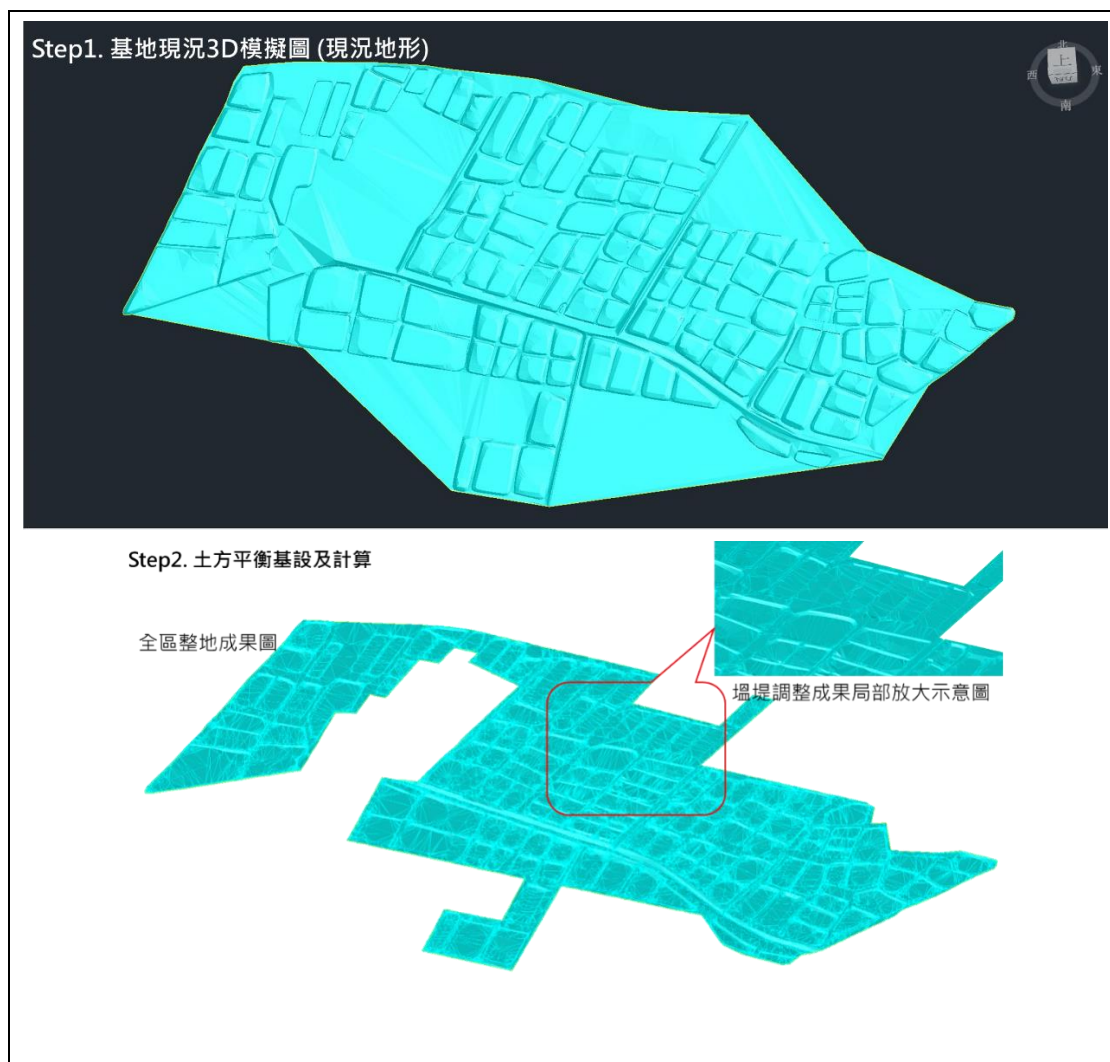 Step1. 基地現況3D模擬圖 (現況地形)
北
西
上
東
南
Step2. 土方平衡基設及計算
全區整地成果圖
塭堤調整成果局部放大示意圖